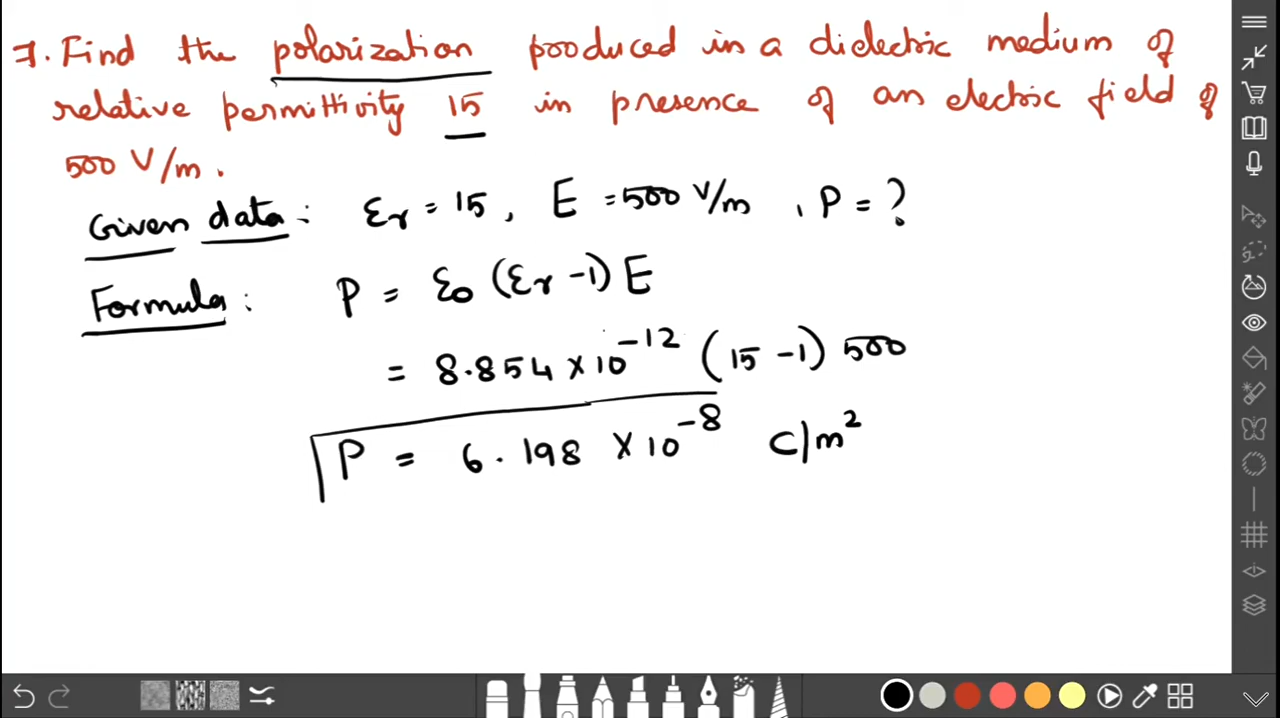 7. Find the polarization produced in a dielectric medium of
relative permittivity 15 in presence of an electric field of
500 V/m.
Given data : εr = 15, E = 500 V/m , P = ?
Formula : P = ε0 (εr -1) E
= 8.854 × 10^-12 (15 -1) 500
P = 6.198 × 10^-8 C/m²